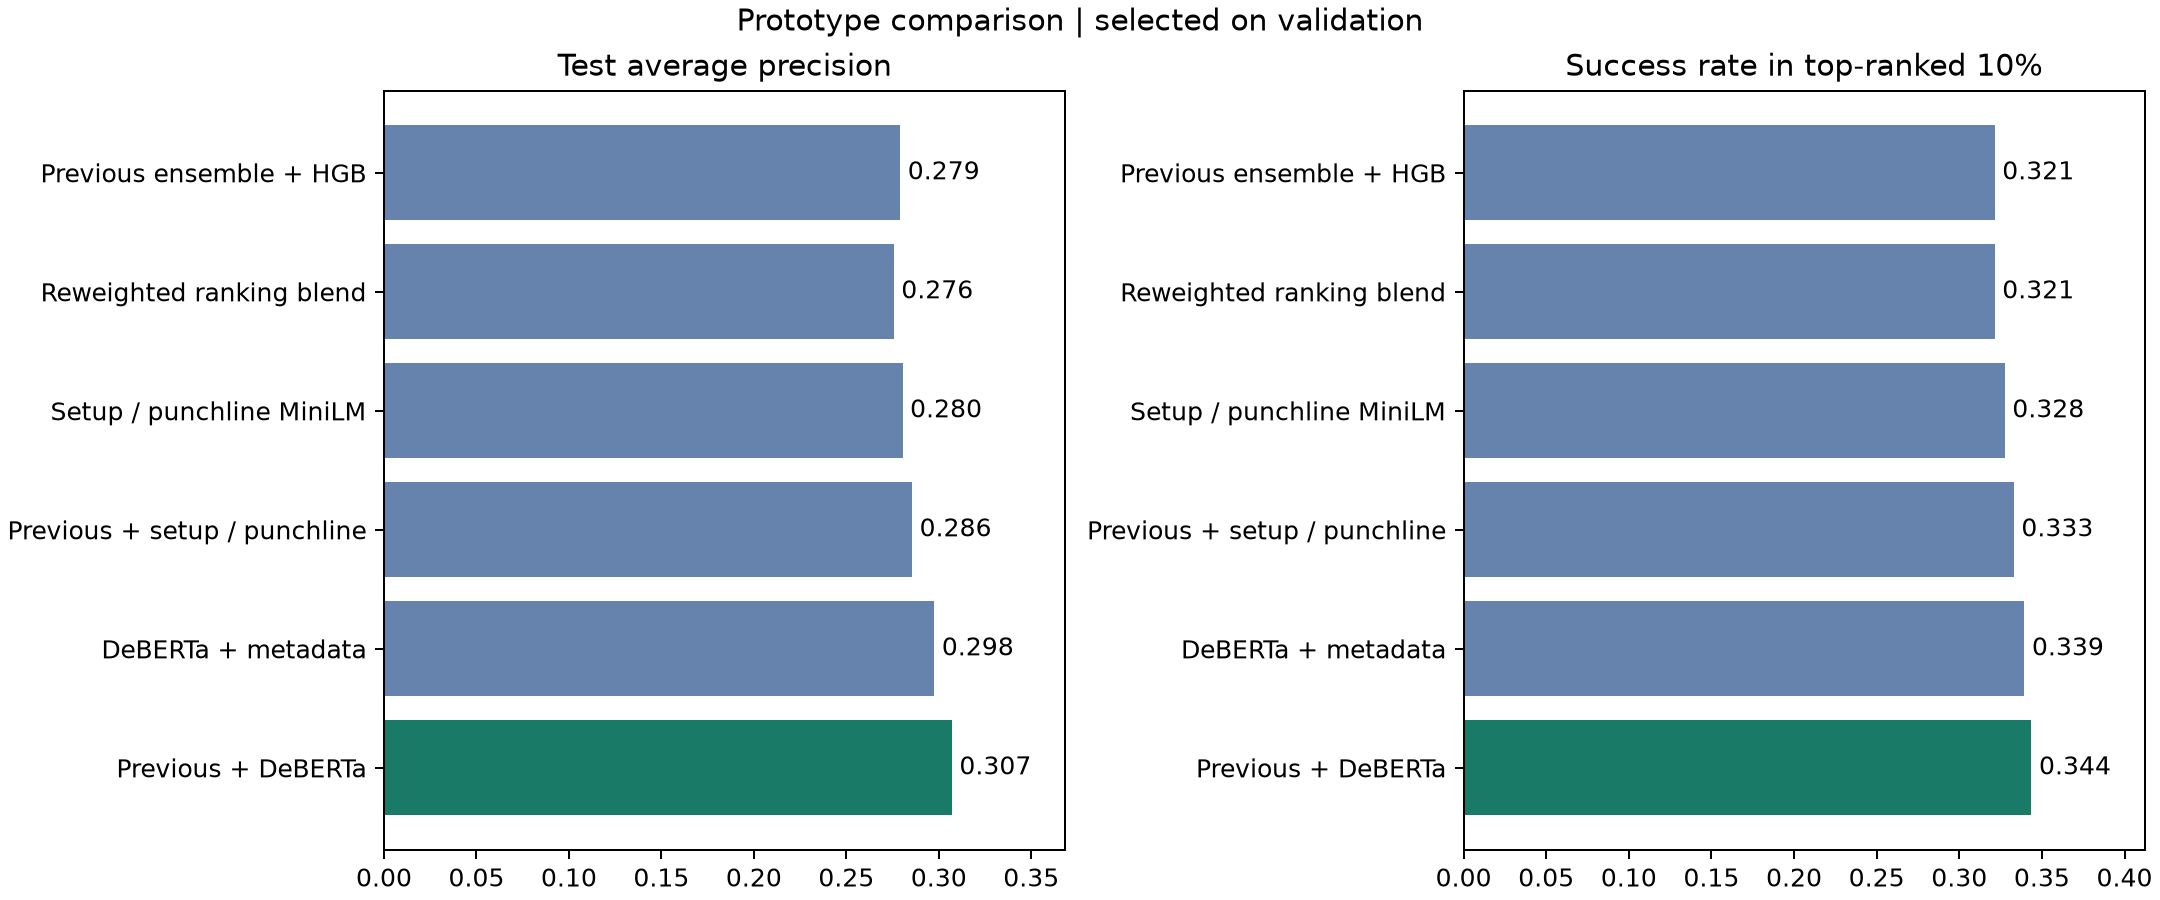 Prototype comparison | selected on validation
Test average precision
Previous ensemble + HGB
0.279
Reweighted ranking blend
0.276
Setup / punchline MiniLM
0.280
Previous + setup / punchline
0.286
DeBERTa + metadata
0.298
Previous + DeBERTa
0.307
0.00 0.05 0.10 0.15 0.20 0.25 0.30 0.35
Success rate in top-ranked 10%
Previous ensemble + HGB
0.321
Reweighted ranking blend
0.321
Setup / punchline MiniLM
0.328
Previous + setup / punchline
0.333
DeBERTa + metadata
0.339
Previous + DeBERTa
0.344
0.00 0.05 0.10 0.15 0.20 0.25 0.30 0.35 0.40